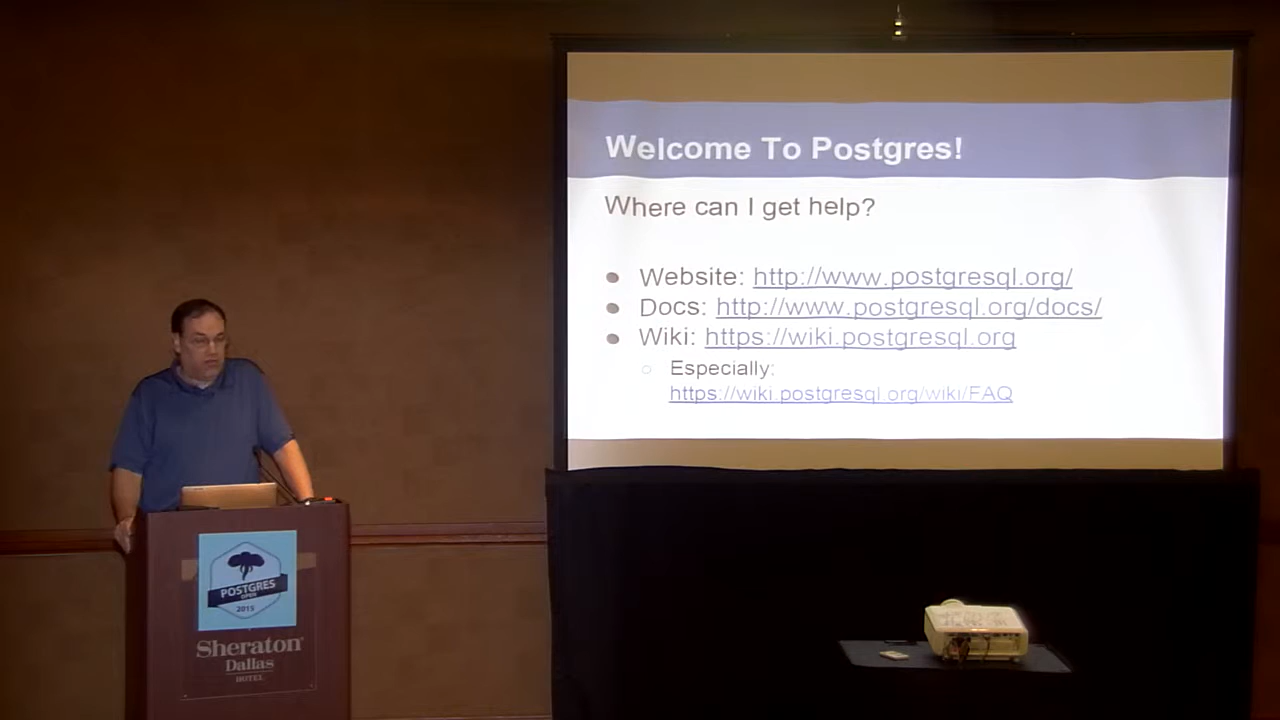 Welcome To Postgres!
Where can I get help?
● Website: http://www.postgresql.org/
● Docs: http://www.postgresql.org/docs/
● Wiki: https://wiki.postgresql.org
○ Especially:
https://wiki.postgresql.org/wiki/FAQ
POSTGRES
OPEN
2015
Sheraton
Dallas
HOTEL